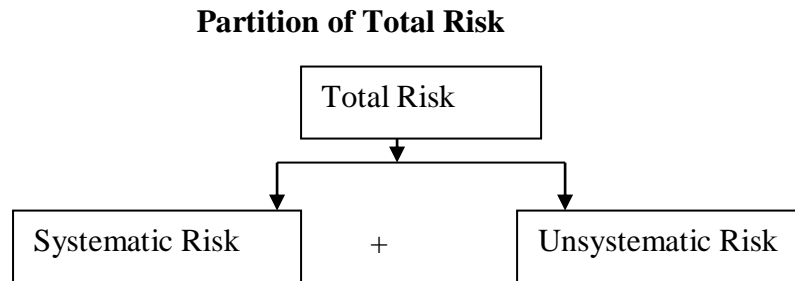 Partition of Total Risk
Total Risk
Systematic Risk + Unsystematic Risk